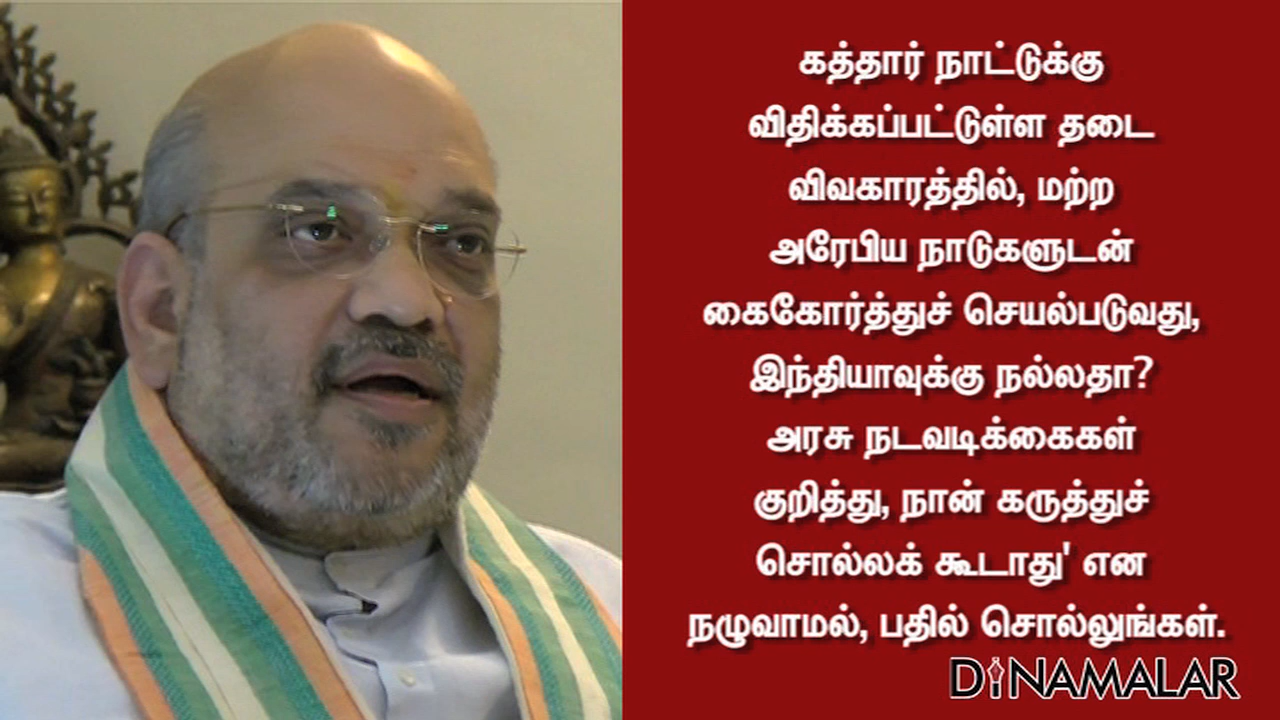 கத்தார் நாட்டுக்கு
விதிக்கப்பட்டுள்ள தடை
விவகாரத்தில், மற்ற
அரேபிய நாடுகளுடன்
கைகோர்த்துச் செயல்படுவது,
இந்தியாவுக்கு நல்லதா?
அரசு நடவடிக்கைகள்
குறித்து, நான் கருத்துச்
சொல்லக் கூடாது' என
நழுவாமல், பதில் சொல்லுங்கள்.
DINAMALAR